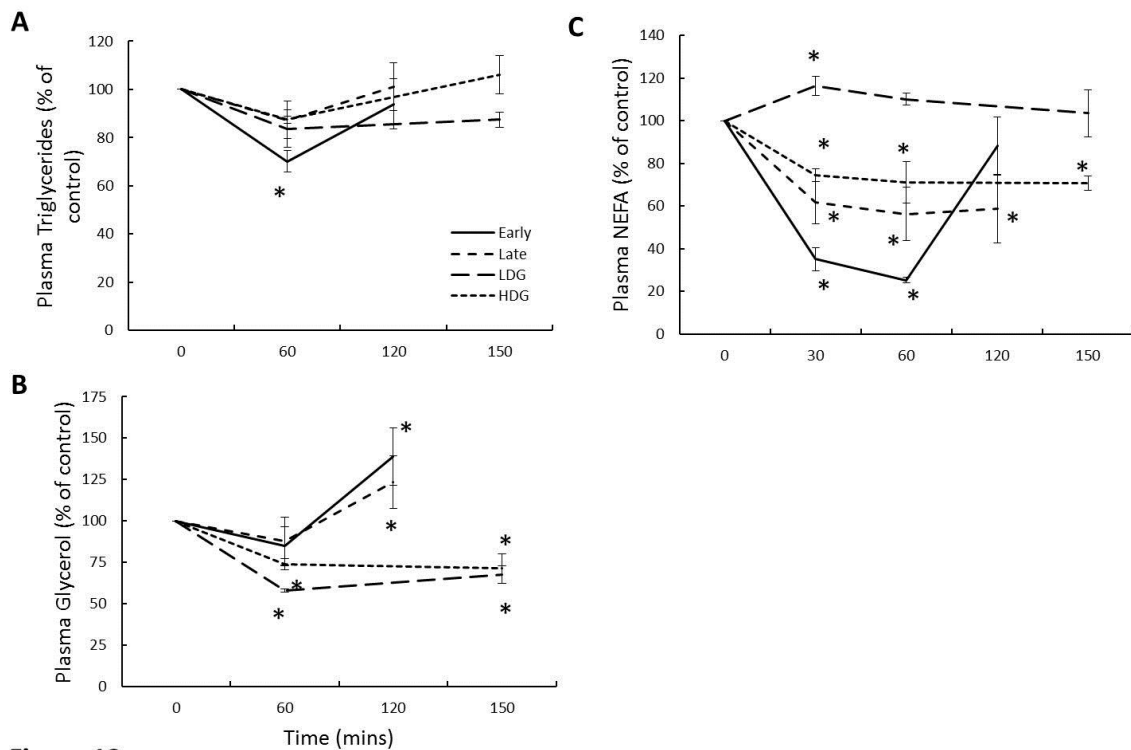 A
Plasma Triglycerides (% of
control)
120
100
80
60
40
20
0
0 60 120 150
Early
Late
LDG
HDG
*
B
Plasma Glycerol (% of control)
175
150
125
100
75
50
25
0
0 60 120 150
Time (mins)
*
*
*
*
*
*
C
Plasma NEFA (% of control)
140
120
100
80
60
40
20
0
0 30 60 120 150
*
*
*
*
*
*
*
*
*